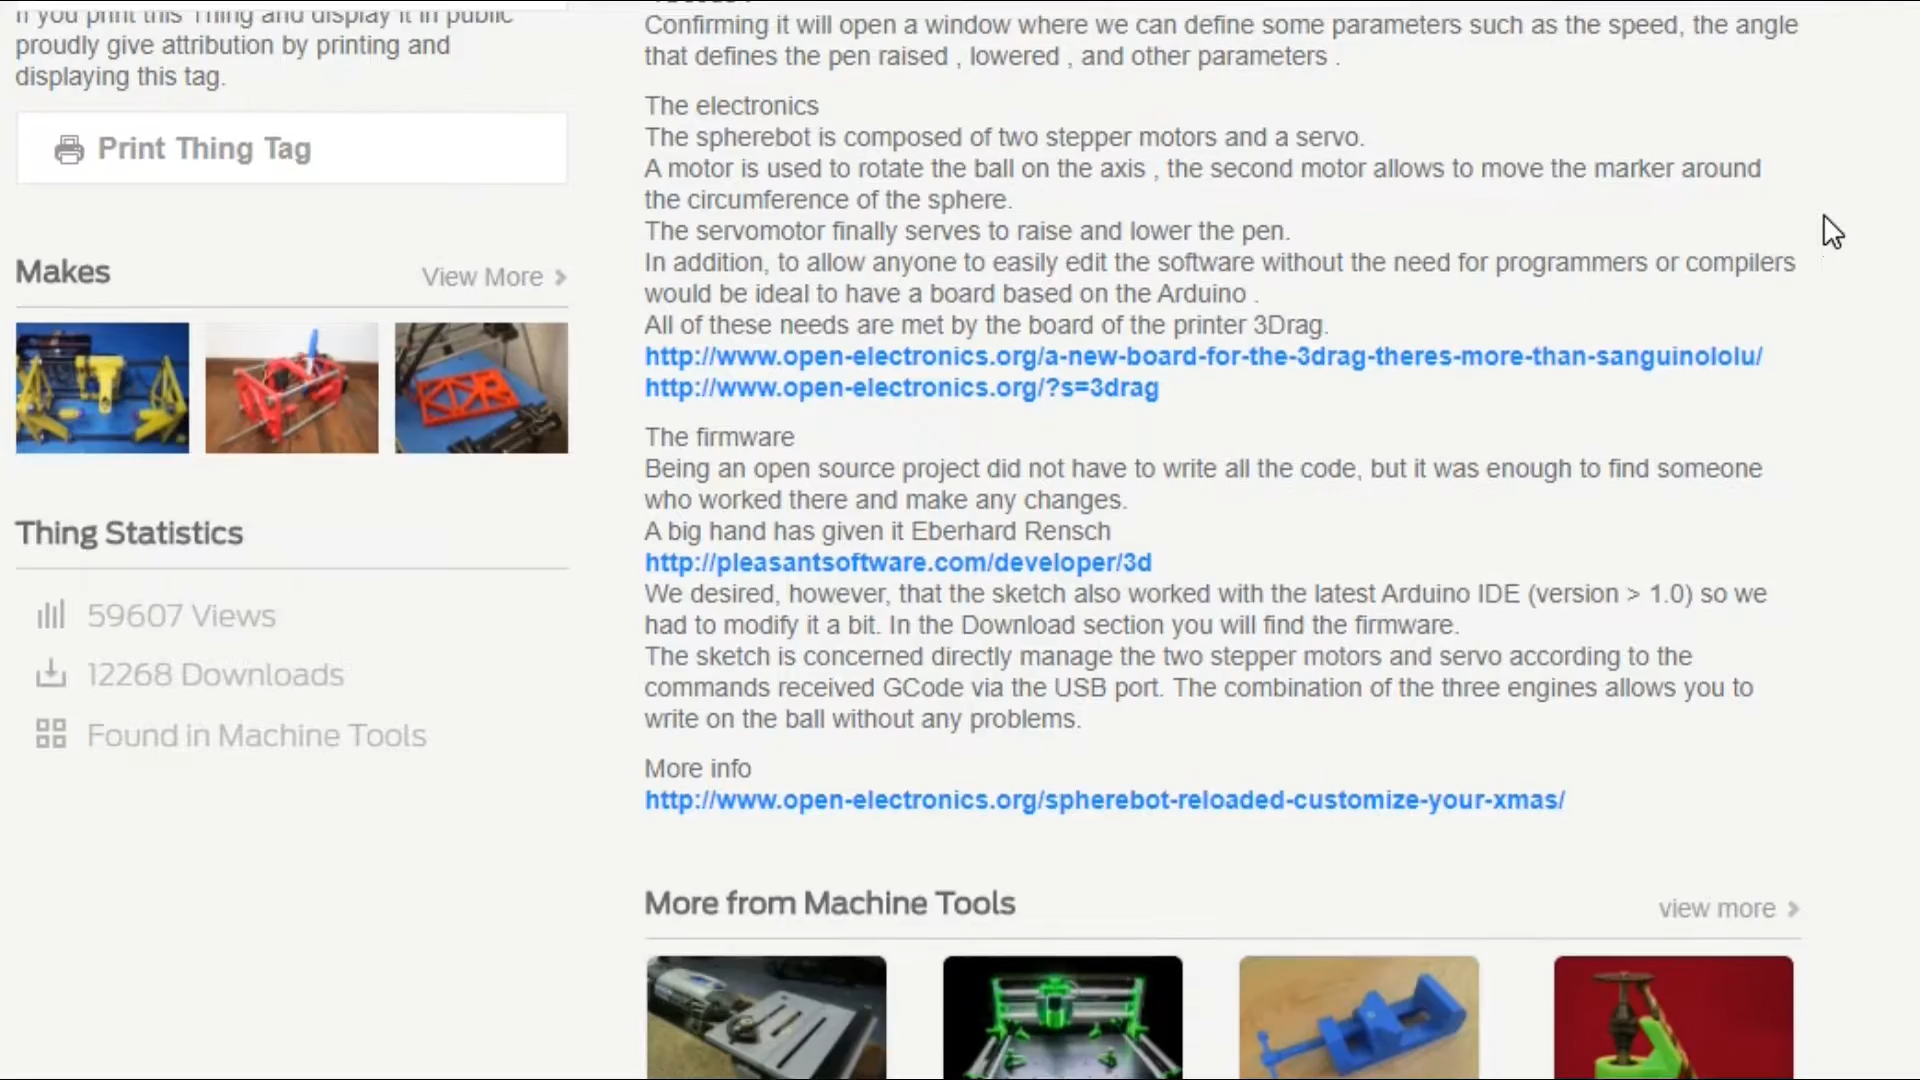 If you print this Thing and display it in public
proudly give attribution by printing and
displaying this tag.
Print Thing Tag
Makes
View More
Thing Statistics
59607 Views
12268 Downloads
Found in Machine Tools
Confirming it will open a window where we can define some parameters such as the speed, the angle
that defines the pen raised , lowered , and other parameters .
The electronics
The spherebot is composed of two stepper motors and a servo.
A motor is used to rotate the ball on the axis , the second motor allows to move the marker around
the circumference of the sphere.
The servomotor finally serves to raise and lower the pen.
In addition, to allow anyone to easily edit the software without the need for programmers or compilers
would be ideal to have a board based on the Arduino .
All of these needs are met by the board of the printer 3Drag.
http://www.open-electronics.org/a-new-board-for-the-3drag-theres-more-than-sanguinololu/
http://www.open-electronics.org/?s=3drag
The firmware
Being an open source project did not have to write all the code, but it was enough to find someone
who worked there and make any changes.
A big hand has given it Eberhard Rensch
http://pleasantsoftware.com/developer/3d
We desired, however, that the sketch also worked with the latest Arduino IDE (version > 1.0) so we
had to modify it a bit. In the Download section you will find the firmware.
The sketch is concerned directly manage the two stepper motors and servo according to the
commands received GCode via the USB port. The combination of the three engines allows you to
write on the ball without any problems.
More info
http://www.open-electronics.org/spherebot-reloaded-customize-your-xmas/
More from Machine Tools
view more